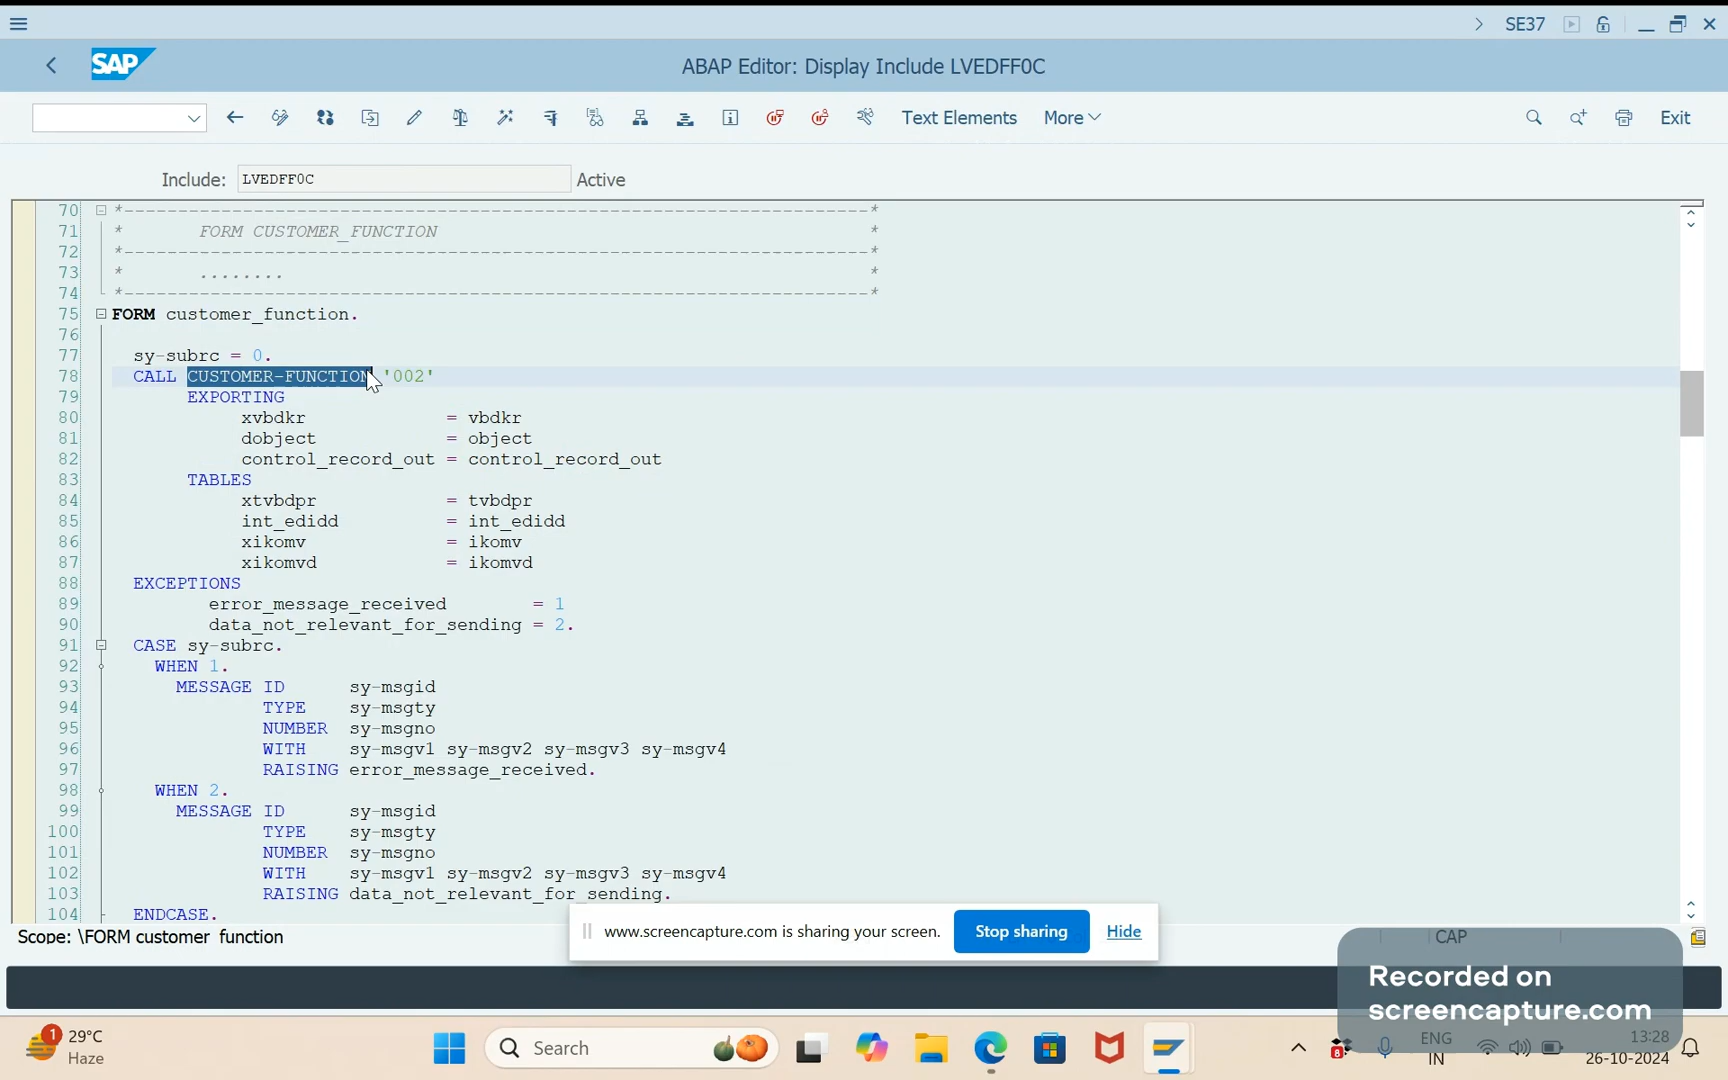 SE37
SAP
ABAP Editor: Display Include LVEDFF0C
Text Elements More Exit
Include: LVEDFF0C Active
70 *---------------------------------------------------------------------*
71 * FORM CUSTOMER_FUNCTION *
72 *---------------------------------------------------------------------*
73 * ........ *
74 *---------------------------------------------------------------------*
75 FORM customer_function.
76
77 sy-subrc = 0.
78 CALL CUSTOMER-FUNCTION '002'
79 EXPORTING
80 xvbdkr = vbdkr
81 dobject = object
82 control_record_out = control_record_out
83 TABLES
84 xtvbdpr = tvbdpr
85 int_edidd = int_edidd
86 xikomv = ikomv
87 xikomvd = ikomvd
88 EXCEPTIONS
89 error_message_received = 1
90 data_not_relevant_for_sending = 2.
91 CASE sy-subrc.
92 WHEN 1.
93 MESSAGE ID sy-msgid
94 TYPE sy-msgty
95 NUMBER sy-msgno
96 WITH sy-msgv1 sy-msgv2 sy-msgv3 sy-msgv4
97 RAISING error_message_received.
98 WHEN 2.
99 MESSAGE ID sy-msgid
100 TYPE sy-msgty
101 NUMBER sy-msgno
102 WITH sy-msgv1 sy-msgv2 sy-msgv3 sy-msgv4
103 RAISING data_not_relevant_for_sending.
104 ENDCASE.
Scope: \FORM customer_function
www.screencapture.com is sharing your screen. Stop sharing Hide
CAP
Recorded on
screencapture.com
1
29°C
Haze
Search
8
ENG
IN
13:28
26-10-2024